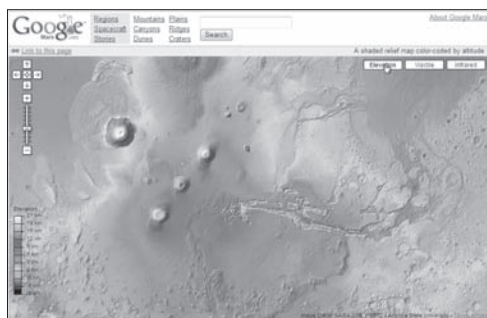 Google Mars
Regions Mountains Plains
Spacecraft Canyons Ridges
Stories Dunes Craters
Search
About Google Mars
Link to this page
A shaded relief map color-coded by altitude
Elevation Visible Infrared
Elevation